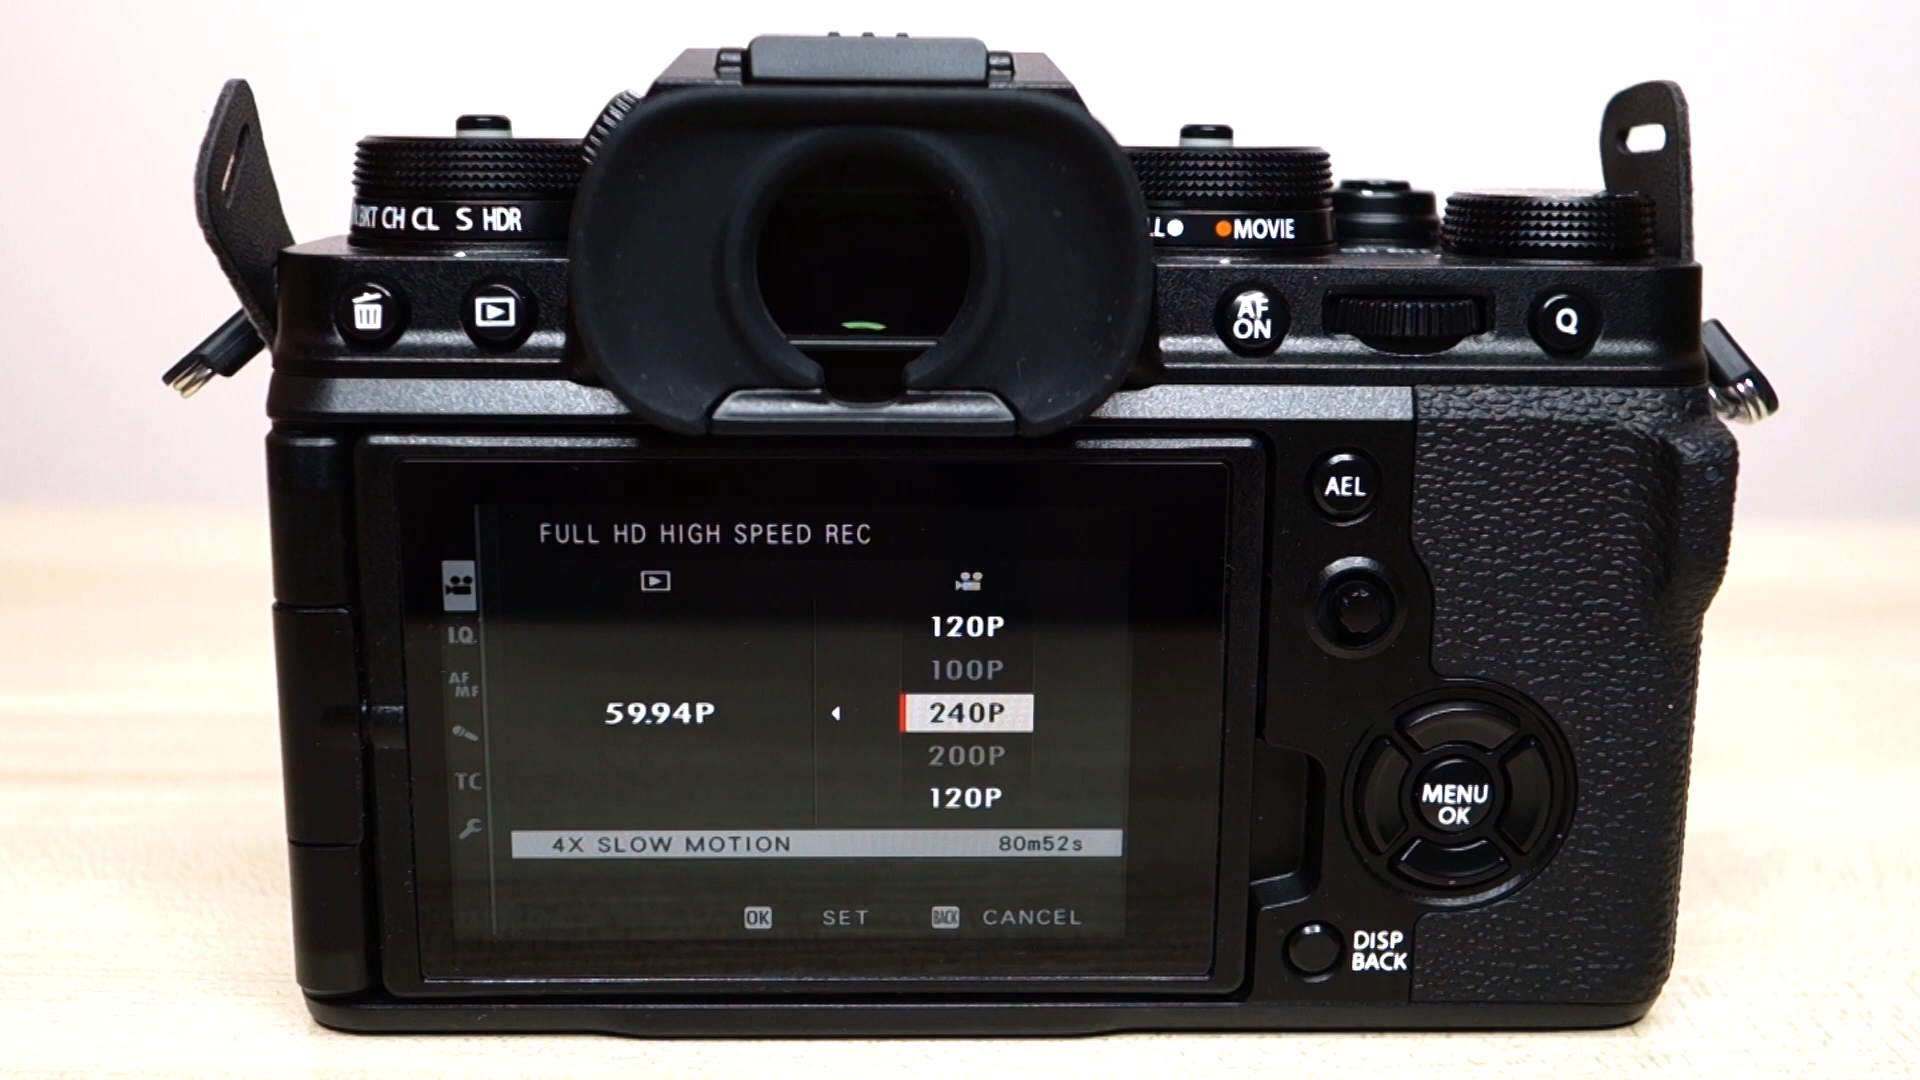 CH CL S HDR
MOVIE
AF ON
Q
AEL
FULL HD HIGH SPEED REC
I.Q.
AF MF
TC
59.94P
120P
100P
240P
200P
120P
4X SLOW MOTION 80m52s
OK SET BACK CANCEL
MENU OK
DISP BACK